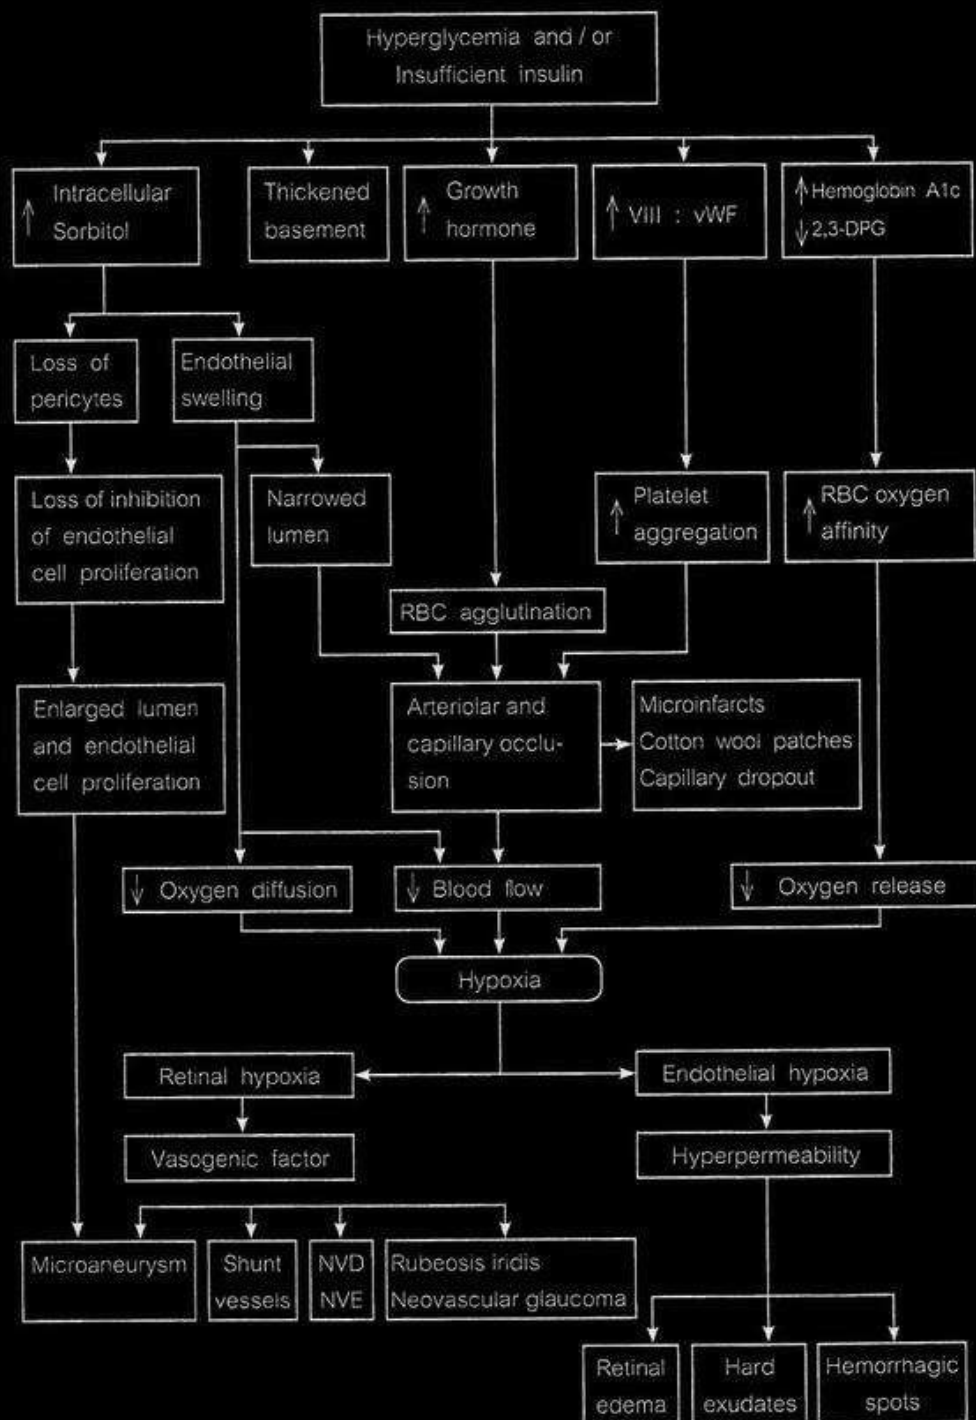 Hyperglycemia and / or
Insufficient insulin
↑ Intracellular
Sorbitol
Thickened
basement
↑ Growth
hormone
↑ VIII : vWF
↑ Hemoglobin A1c
↓ 2,3-DPG
Loss of
pericytes
Endothelial
swelling
Loss of inhibition
of endothelial
cell proliferation
Narrowed
lumen
↑ Platelet
aggregation
↑ RBC oxygen
affinity
RBC agglutination
Enlarged lumen
and endothelial
cell proliferation
Arteriolar and
capillary occlu-
sion
Microinfarcts
Cotton wool patches
Capillary dropout
↓ Oxygen diffusion
↓ Blood flow
↓ Oxygen release
Hypoxia
Retinal hypoxia
Endothelial hypoxia
Vasogenic factor
Hyperpermeability
Microaneurysm
Shunt
vessels
NVD
NVE
Rubeosis iridis
Neovascular glaucoma
Retinal
edema
Hard
exudates
Hemorrhagic
spots